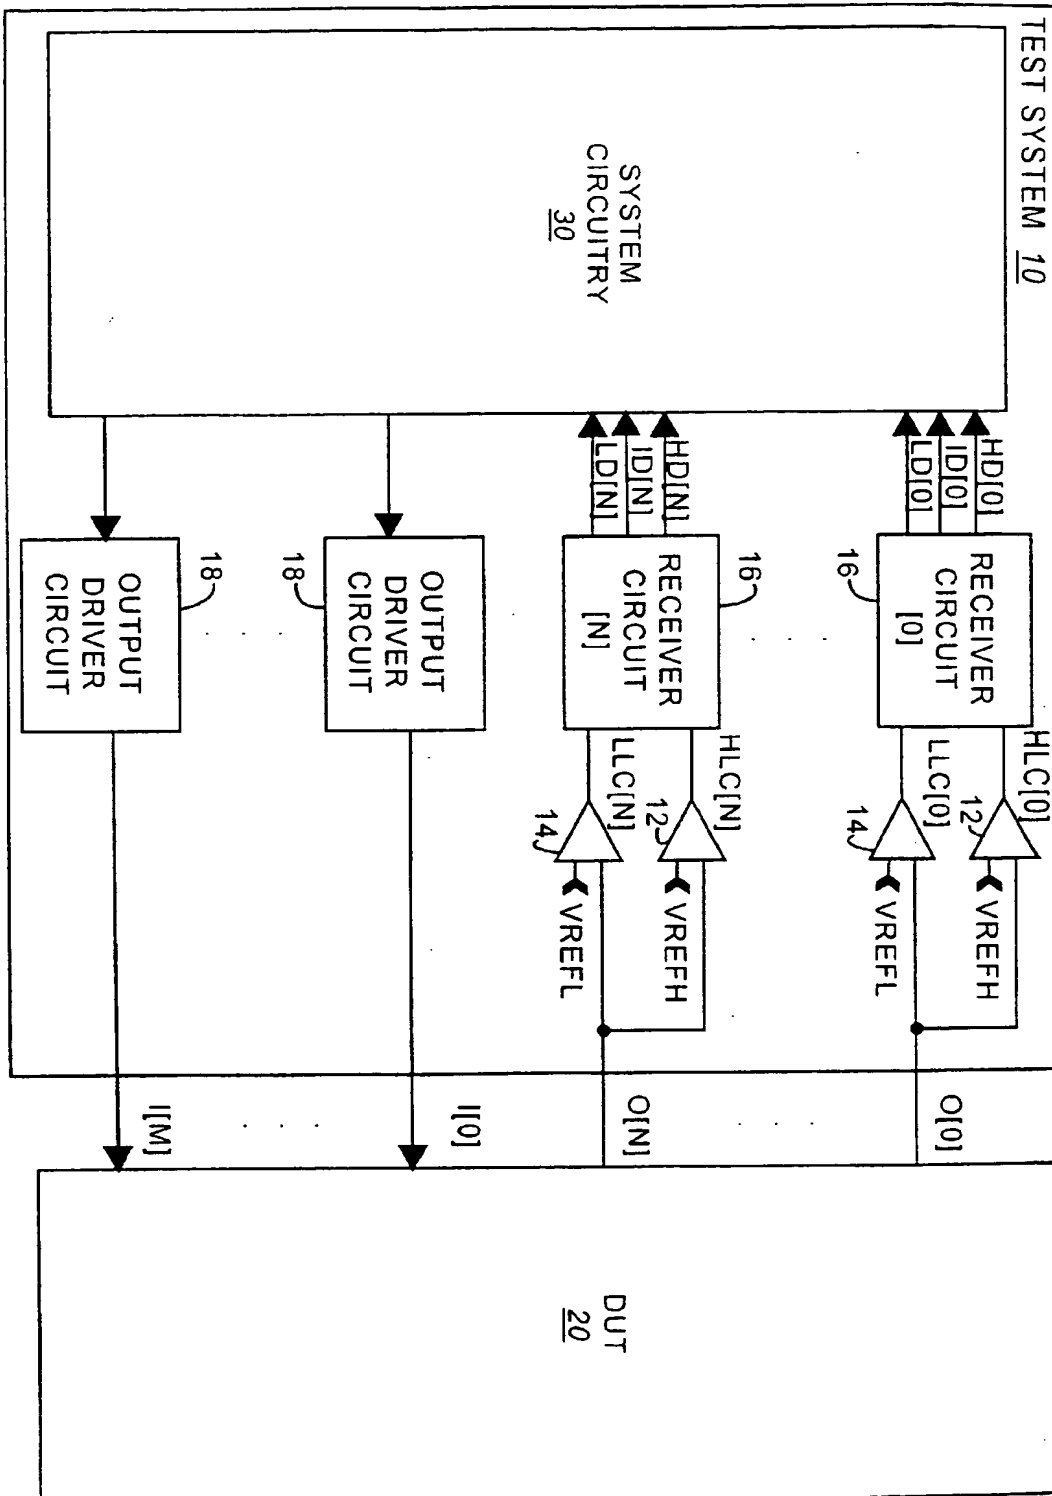 TEST SYSTEM 10
SYSTEM
CIRCUITRY
30
HD[0]
ID[0]
LD[0]
RECEIVER
CIRCUIT
[0]
16
HLC[0]
LLC[0]
12
14
VREFH
VREFL
O[0]
HD[N]
ID[N]
LD[N]
RECEIVER
CIRCUIT
[N]
16
HLC[N]
LLC[N]
12
14
VREFH
VREFL
O[N]
OUTPUT
DRIVER
CIRCUIT
18
I[0]
OUTPUT
DRIVER
CIRCUIT
18
I[M]
DUT
20